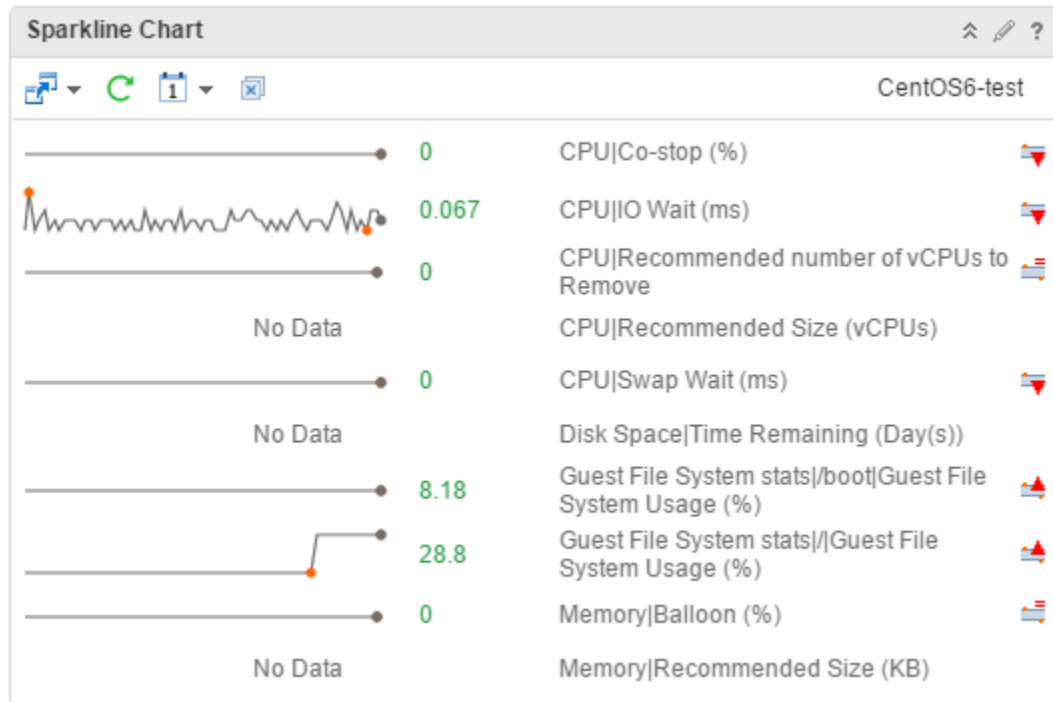 Sparkline Chart
?
1
CentOS6-test
0 CPU|Co-stop (%)
0.067 CPU|IO Wait (ms)
0 CPU|Recommended number of vCPUs to
Remove
No Data CPU|Recommended Size (vCPUs)
0 CPU|Swap Wait (ms)
No Data Disk Space|Time Remaining (Day(s))
8.18 Guest File System stats|/boot|Guest File
System Usage (%)
28.8 Guest File System stats|/|Guest File
System Usage (%)
0 Memory|Balloon (%)
No Data Memory|Recommended Size (KB)